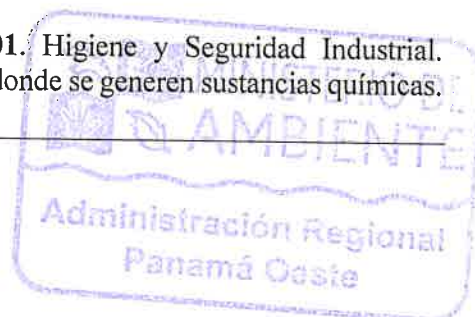 01. Higiene y Seguridad Industrial.
donde se generen sustancias químicas.
MINISTERIO DE
AMBIENTE
Administración Regional
Panamá Oeste